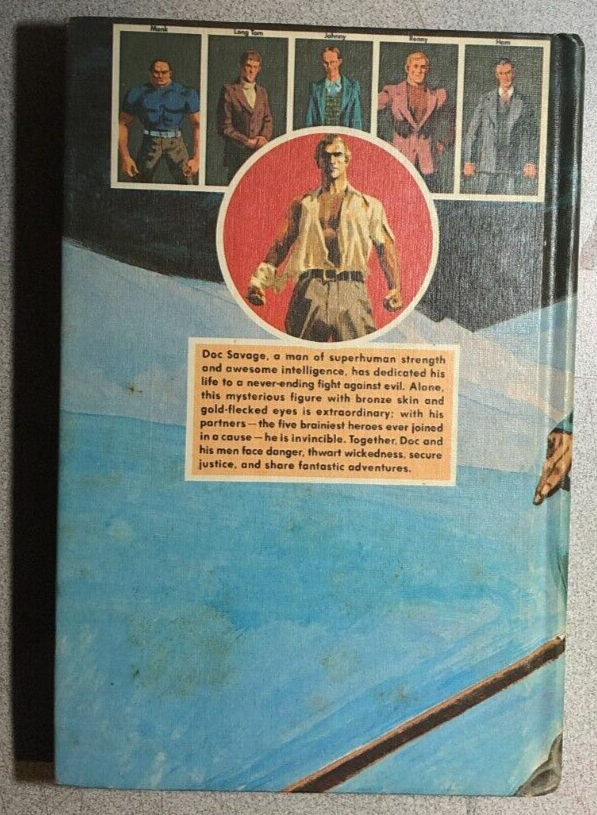 Monk
Long Tom
Johnny
Renny
Ham
Doc Savage, a man of superhuman strength
and awesome intelligence, has dedicated his
life to a never-ending fight against evil. Alone,
this mysterious figure with bronze skin and
gold-flecked eyes is extraordinary; with his
partners—the five brainiest heroes ever joined
in a cause—he is invincible. Together, Doc and
his men face danger, thwart wickedness, secure
justice, and share fantastic adventures.